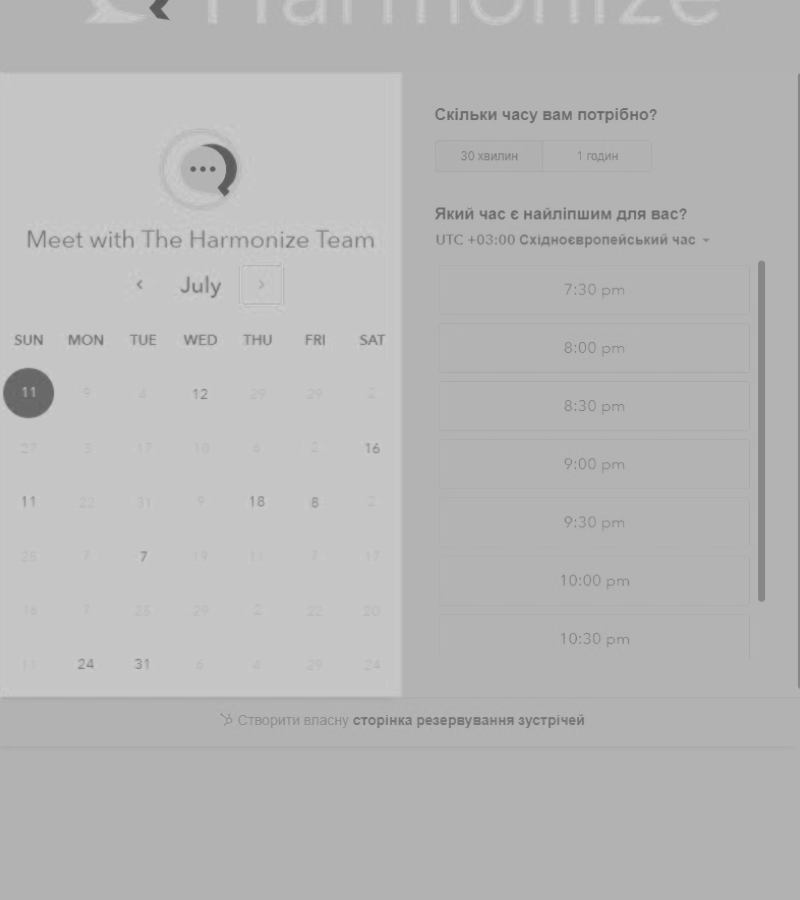 Harmonize
Meet with The Harmonize Team
July
SUN MON TUE WED THU FRI SAT
11 9 4 12 29 29 2
27 3 17 10 6 2 16
11 22 31 9 18 8 2
25 7 19 11 7 17
16 7 25 29 2 22 20
11 24 31 6 4 29 24
Скільки часу вам потрібно?
30 хвилин 1 годин
Який час є найліпшим для вас?
UTC +03:00 Східноєвропейський час
7:30 pm
8:00 pm
8:30 pm
9:00 pm
9:30 pm
10:00 pm
10:30 pm
Створити власну сторінка резервування зустрічей